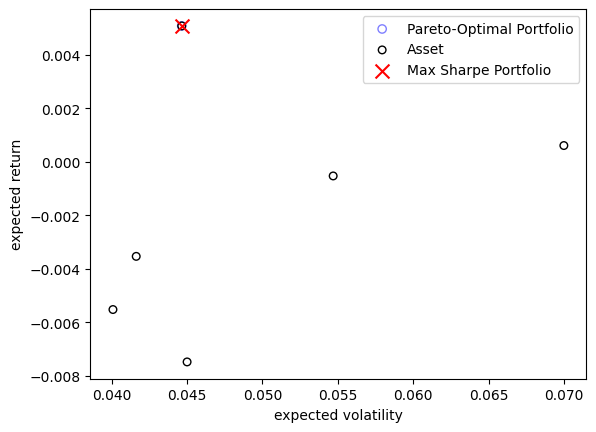 Pareto-Optimal Portfolio
Asset
Max Sharpe Portfolio
expected return
0.004
0.002
0.000
−0.002
−0.004
−0.006
−0.008
0.040
0.045
0.050
0.055
0.060
0.065
0.070
expected volatility